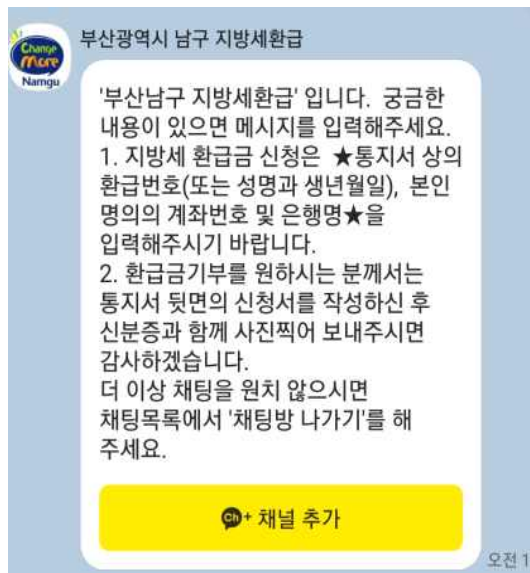 Change
More
Namgu
부산광역시 남구 지방세환급
'부산남구 지방세환급' 입니다. 궁금한
내용이 있으면 메시지를 입력해주세요.
1. 지방세 환급금 신청은 ★통지서 상의
환급번호(또는 성명과 생년월일), 본인
명의의 계좌번호 및 은행명★을
입력해주시기 바랍니다.
2. 환급금기부를 원하시는 분께서는
통지서 뒷면의 신청서를 작성하신 후
신분증과 함께 사진찍어 보내주시면
감사하겠습니다.
더 이상 채팅을 원치 않으시면
채팅목록에서 '채팅방 나가기'를 해
주세요.
Ch+ 채널 추가
오전 1